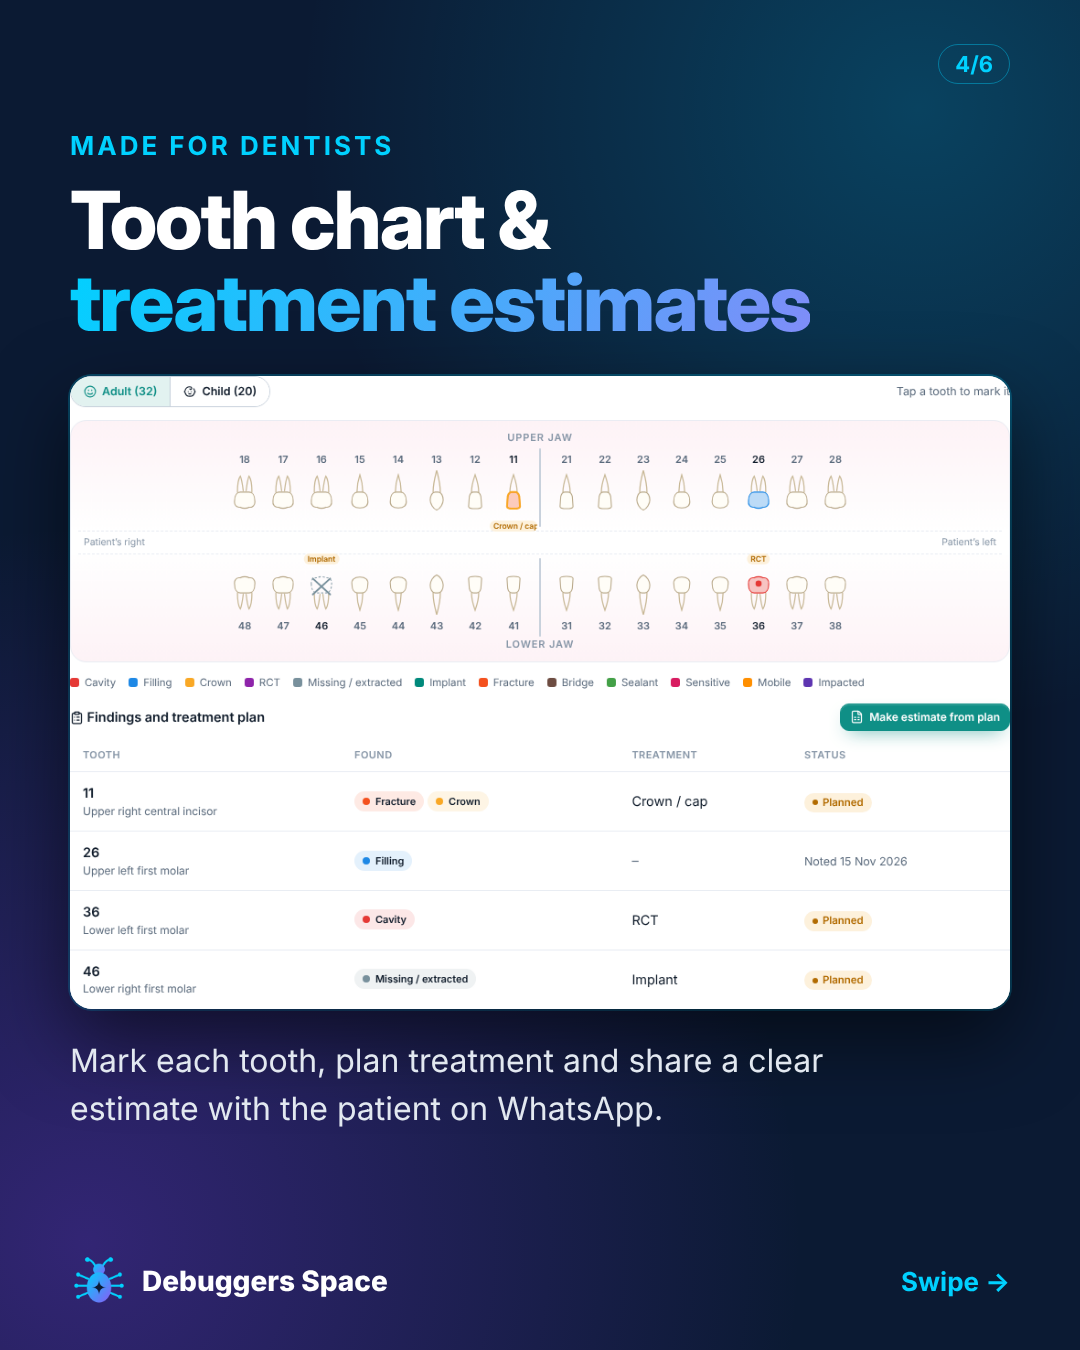 4/6
MADE FOR DENTISTS
Tooth chart &
treatment estimates
Adult (32) Child (20) Tap a tooth to mark it
UPPER JAW
18 17 16 15 14 13 12 11 21 22 23 24 25 26 27 28
Crown / cap
Patient's right Patient's left
Implant RCT
48 47 46 45 44 43 42 41 31 32 33 34 35 36 37 38
LOWER JAW
Cavity Filling Crown RCT Missing / extracted Implant Fracture Bridge Sealant Sensitive Mobile Impacted
Findings and treatment plan Make estimate from plan
TOOTH FOUND TREATMENT STATUS
11
Upper right central incisor
Fracture Crown Crown / cap Planned
26
Upper left first molar
Filling – Noted 15 Nov 2026
36
Lower left first molar
Cavity RCT Planned
46
Lower right first molar
Missing / extracted Implant Planned
Mark each tooth, plan treatment and share a clear
estimate with the patient on WhatsApp.
Debuggers Space Swipe →